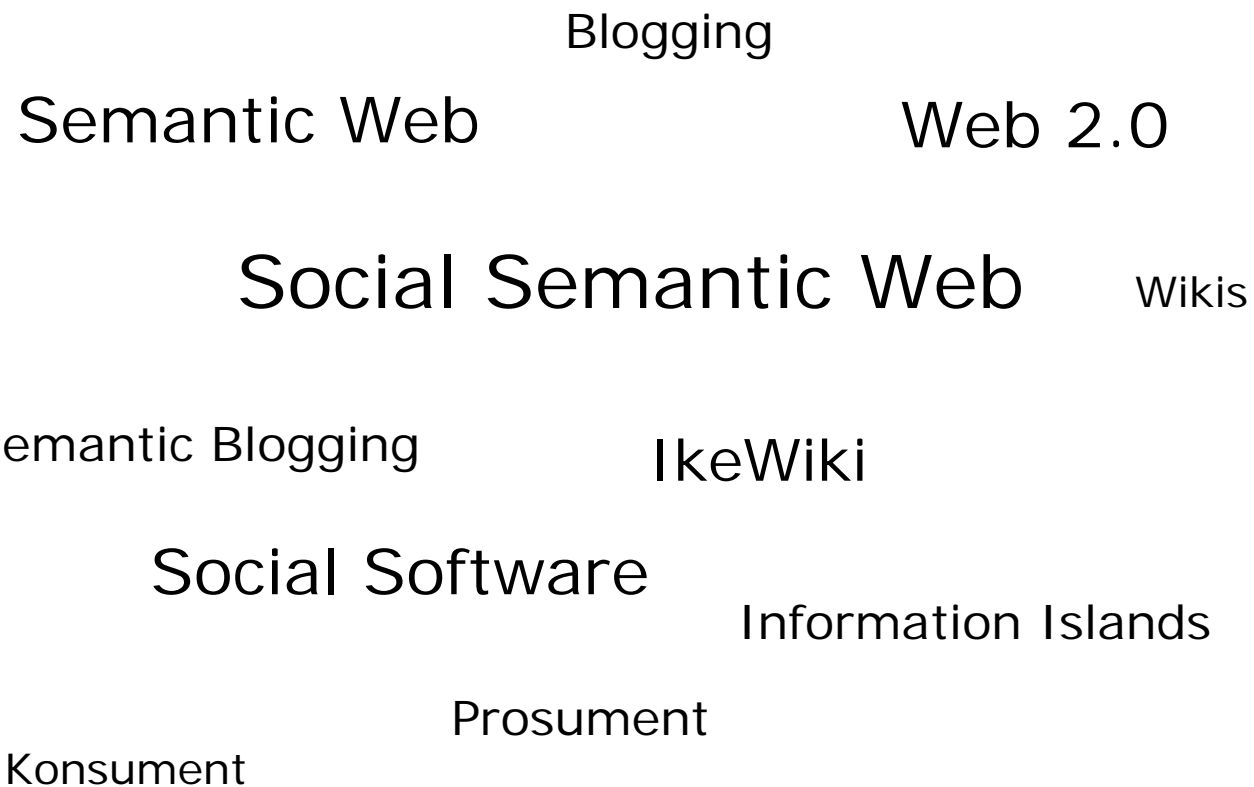 Blogging
Semantic Web
Web 2.0
Social Semantic Web
Wikis
emantic Blogging
IkeWiki
Social Software
Information Islands
Prosument
Konsument